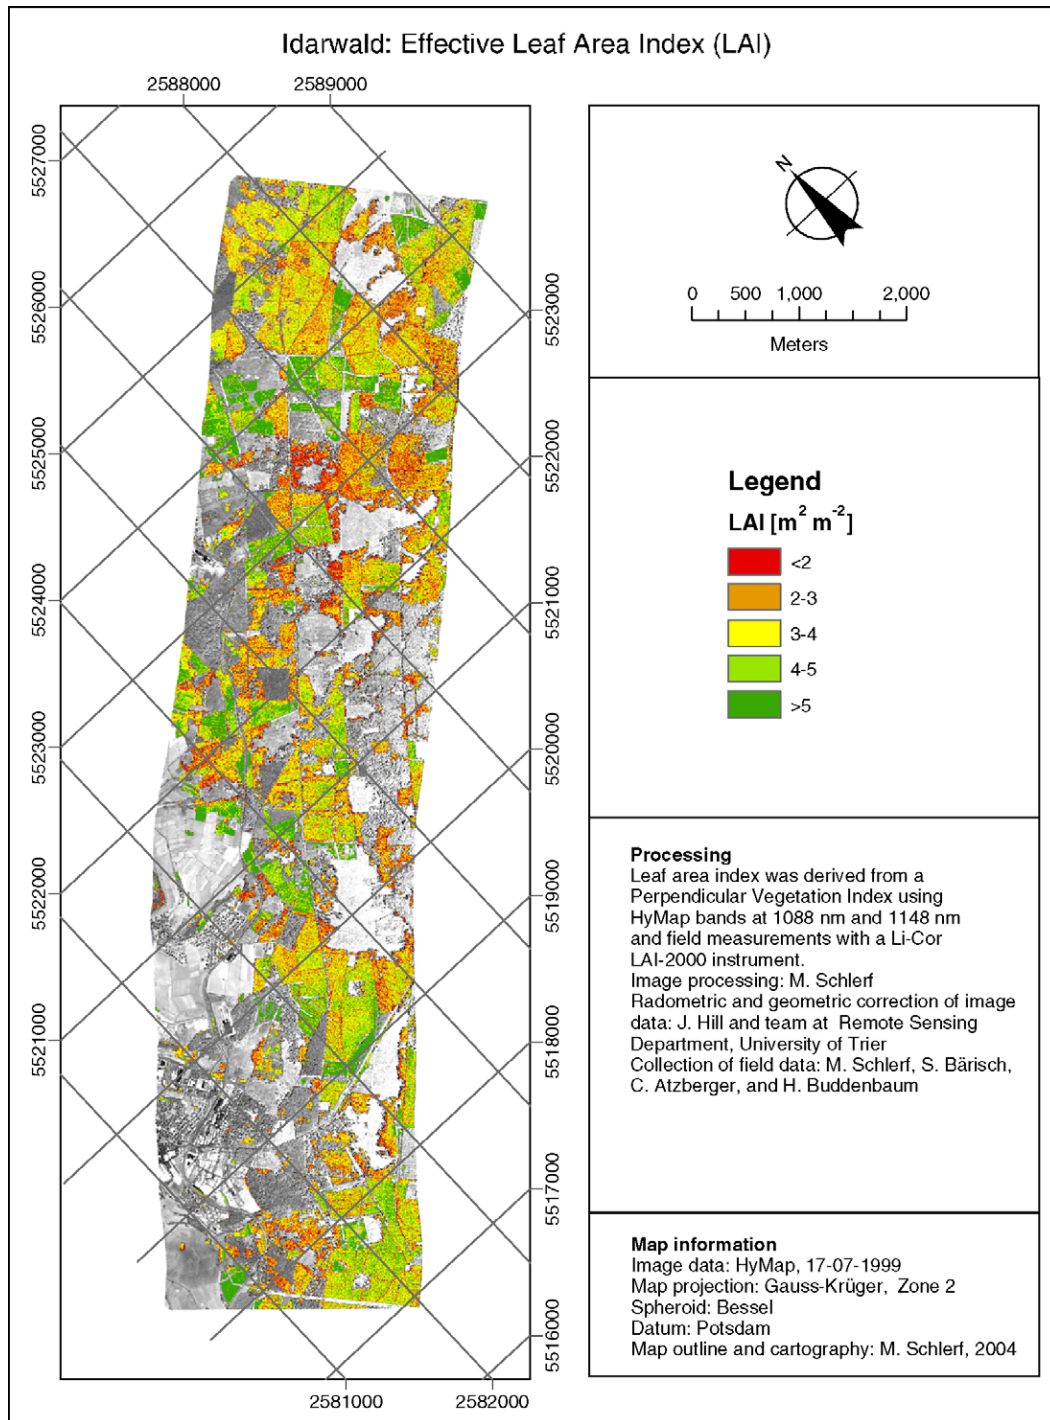 Idarwald: Effective Leaf Area Index (LAI)
2588000
2589000
5527000
5526000
5525000
5524000
5523000
5522000
5521000
5523000
5522000
5521000
5520000
5519000
5518000
5517000
5516000
2581000
2582000
N
0 500 1,000 2,000
Meters
Legend
LAI [m² m⁻²]
<2
2-3
3-4
4-5
>5
Processing
Leaf area index was derived from a
Perpendicular Vegetation Index using
HyMap bands at 1088 nm and 1148 nm
and field measurements with a Li-Cor
LAI-2000 instrument.
Image processing: M. Schlerf
Radometric and geometric correction of image
data: J. Hill and team at Remote Sensing
Department, University of Trier
Collection of field data: M. Schlerf, S. Bärisch,
C. Atzberger, and H. Buddenbaum
Map information
Image data: HyMap, 17-07-1999
Map projection: Gauss-Krüger, Zone 2
Spheroid: Bessel
Datum: Potsdam
Map outline and cartography: M. Schlerf, 2004